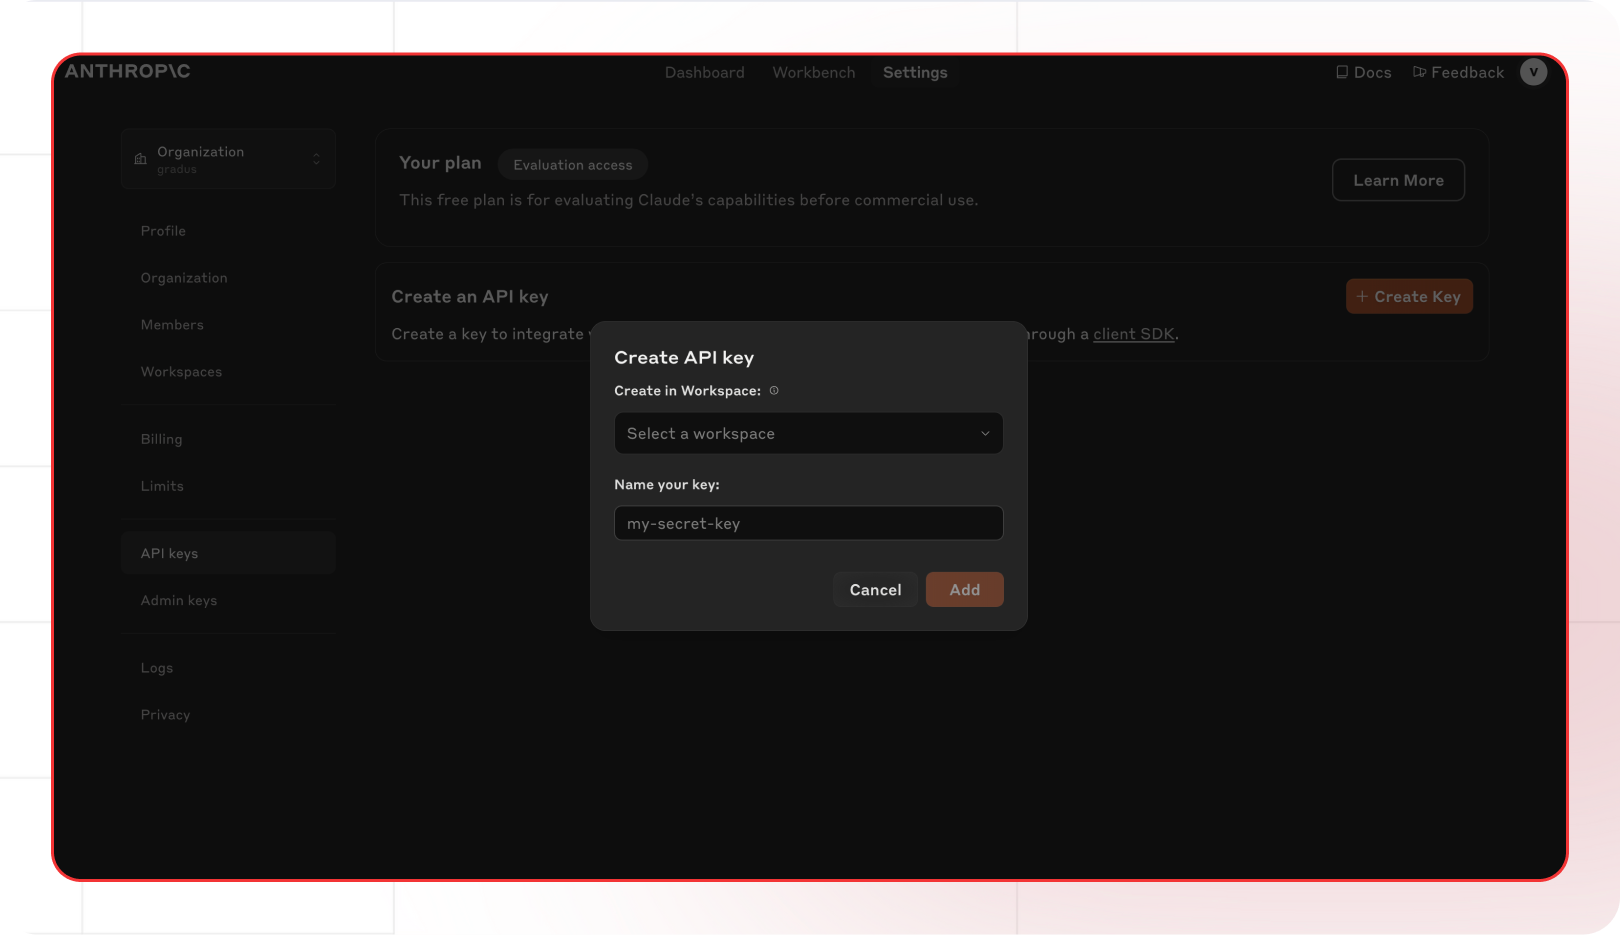 ANTHROP\C
Dashboard
Workbench
Settings
Docs
Feedback
V
Organization
gradus
Profile
Organization
Members
Workspaces
Billing
Limits
API keys
Admin keys
Logs
Privacy
Your plan
Evaluation access
This free plan is for evaluating Claude's capabilities before commercial use.
Learn More
Create an API key
+ Create Key
Create a key to integrate
rough a client SDK.
Create API key
Create in Workspace:
Select a workspace
Name your key:
my-secret-key
Cancel
Add